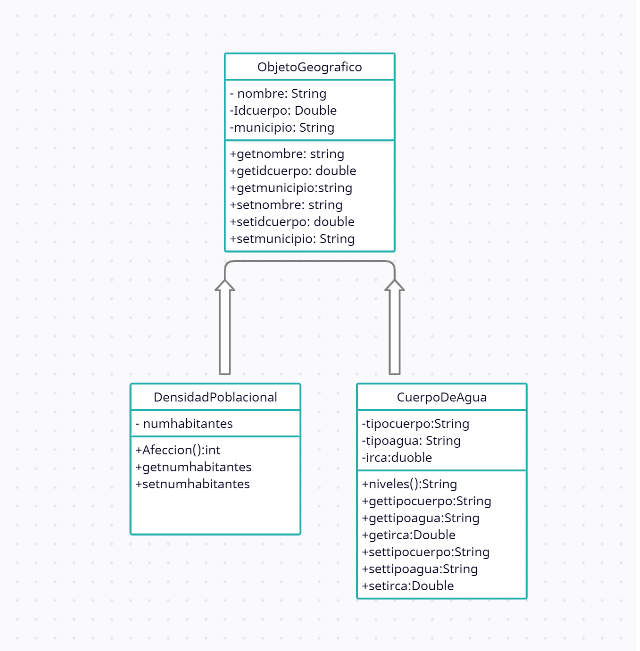 ObjetoGeografico
- nombre: String
-Idcuerpo: Double
-municipio: String
+getnombre: string
+getidcuerpo: double
+getmunicipio:string
+setnombre: string
+setidcuerpo: double
+setmunicipio: String
DensidadPoblacional
- numhabitantes
+Afeccion():int
+getnumhabitantes
+setnumhabitantes
CuerpoDeAgua
-tipocuerpo:String
-tipoagua: String
-irca:duoble
+niveles():String
+gettipocuerpo:String
+gettipoagua:String
+getirca:Double
+settipocuerpo:String
+settipoagua:String
+setirca:Double